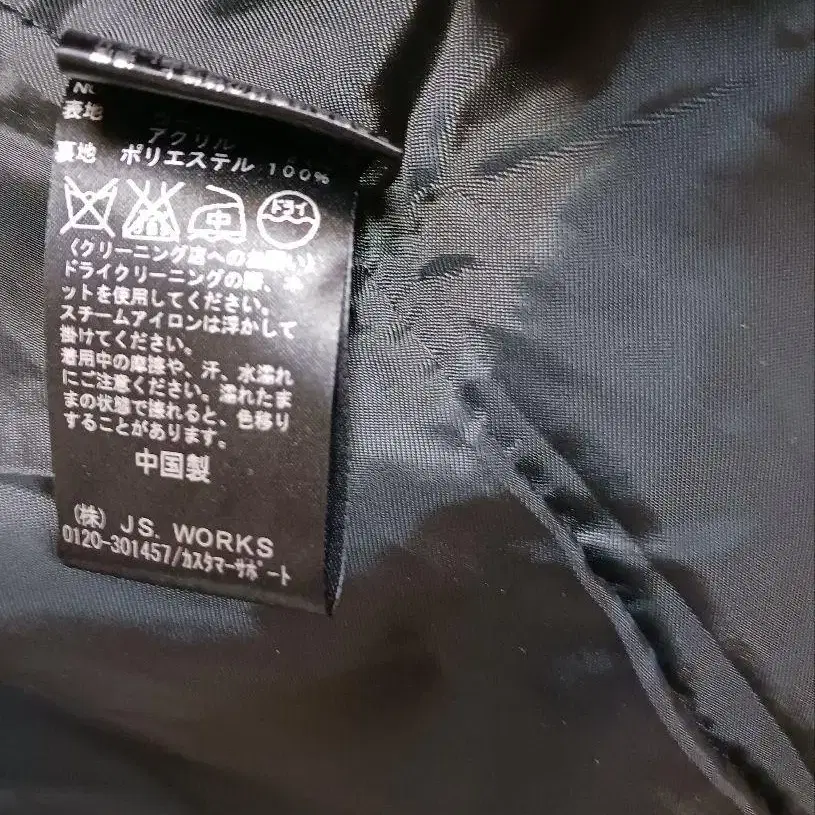 表地
アクリル
裏地 ポリエステル 100%
中 ドライ
(クリーニング店へのお願い)
ドライクリーニングの際、ネ
ットを使用してください。
スチームアイロンは浮かして
掛けてください。
着用中の摩擦や、汗、水濡れ
にご注意ください。濡れたま
まの状態で擦れると、色移り
することがあります。
中国製
(株) JS. WORKS
0120-301457/カスタマーサポート